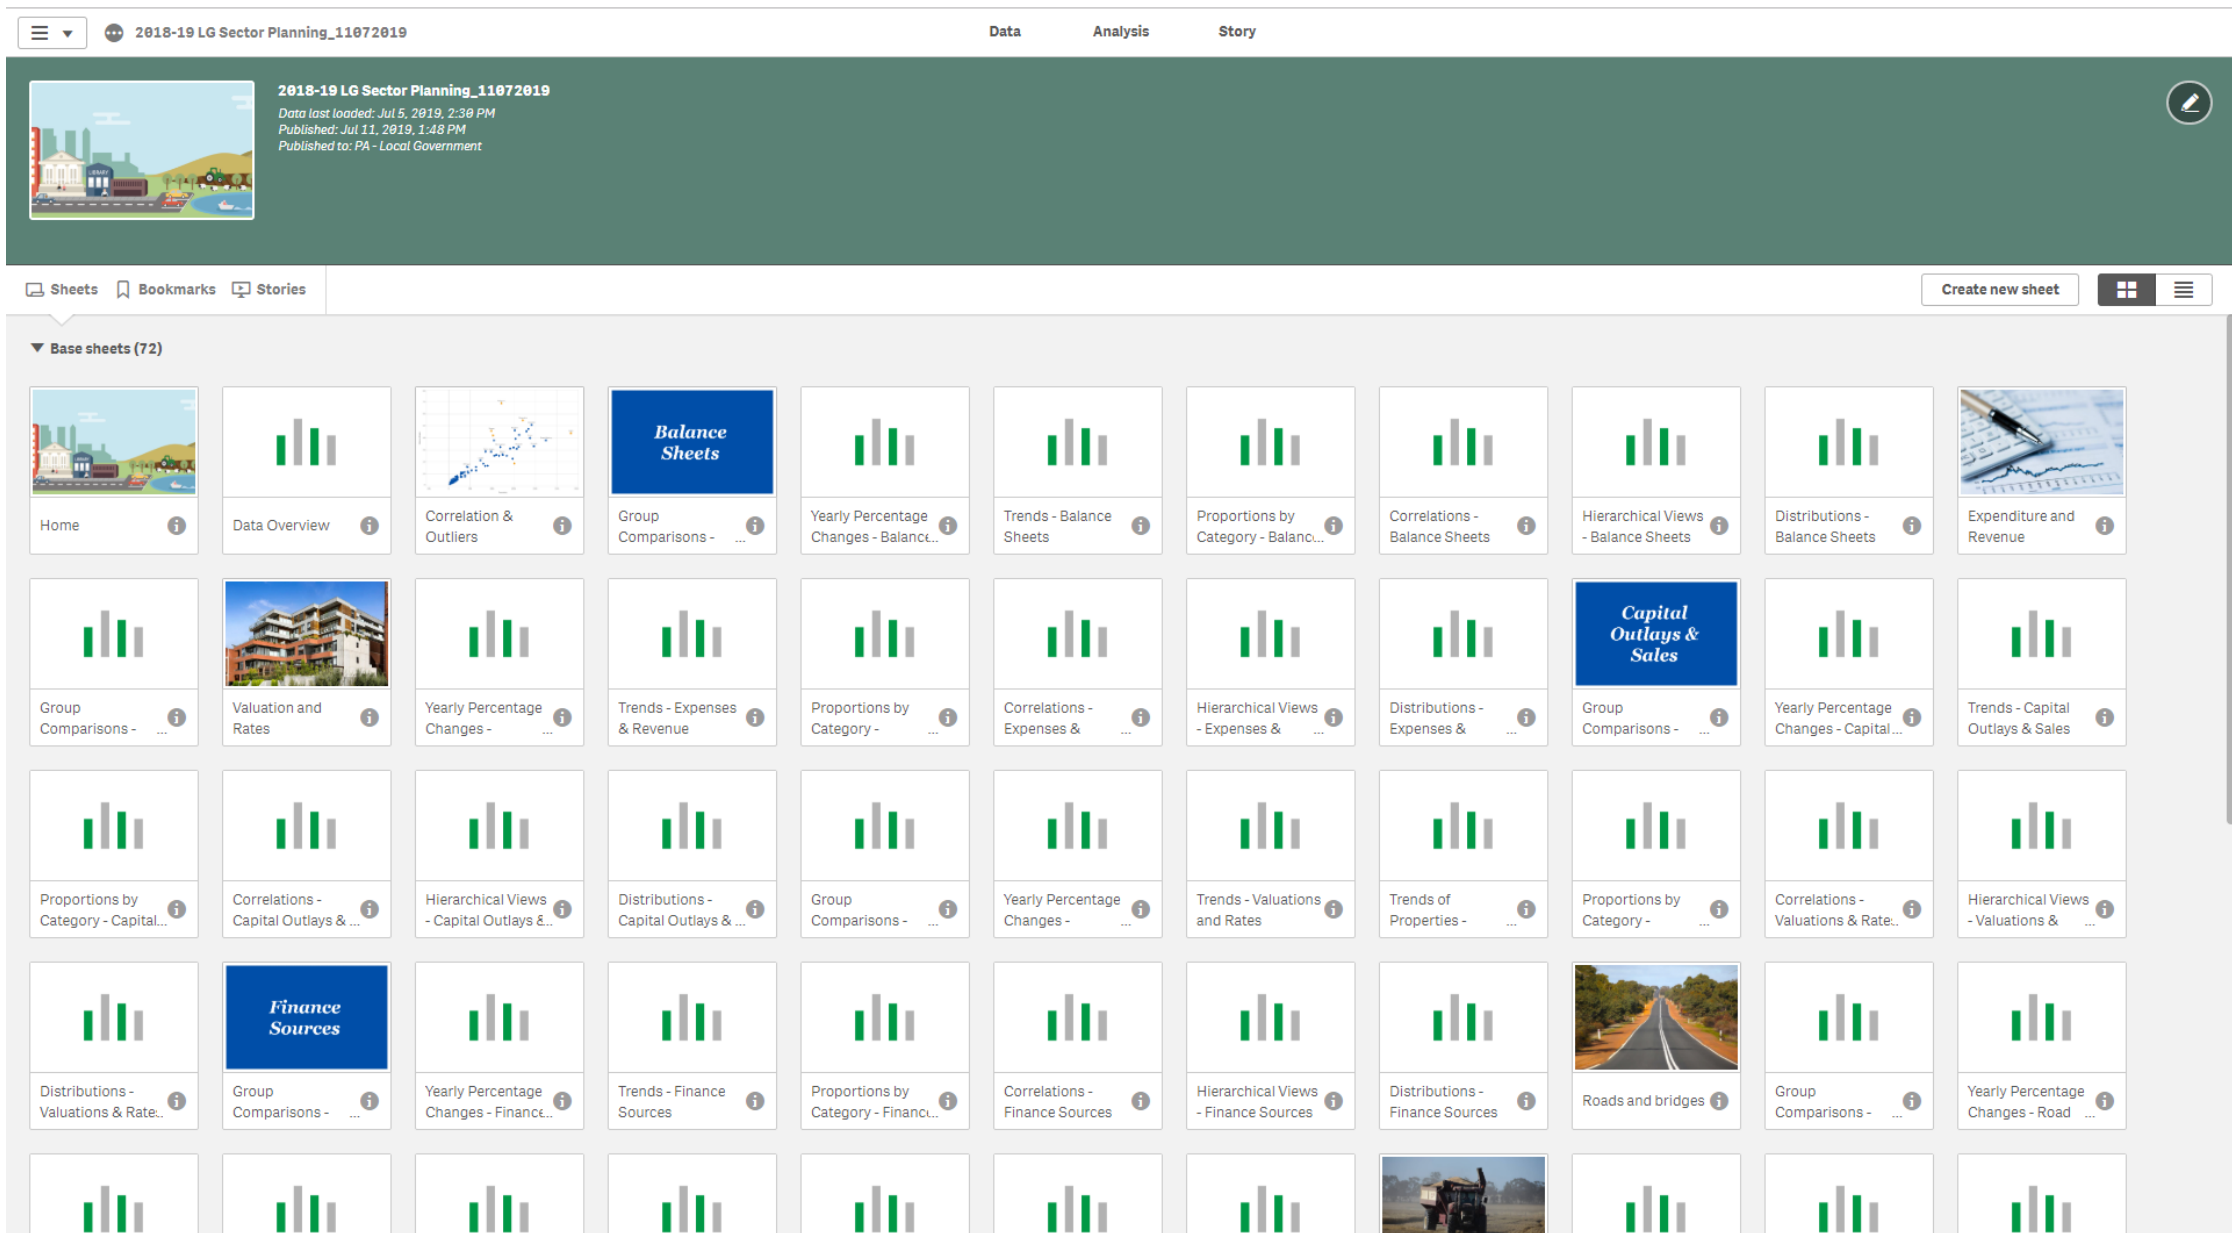 2018-19 LG Sector Planning_11072019
Data
Analysis
Story
2018-19 LG Sector Planning_11072019
Data last loaded: Jul 5, 2019, 2:30 PM
Published: Jul 11, 2019, 1:48 PM
Published to: PA - Local Government
LIBRARY
Sheets
Bookmarks
Stories
Create new sheet
Base sheets (72)
Balance
Sheets
Home
Data Overview
Correlation &
Outliers
Group
Comparisons - ...
Yearly Percentage
Changes - Balance...
Trends - Balance
Sheets
Proportions by
Category - Balanc...
Correlations -
Balance Sheets
Hierarchical Views
- Balance Sheets
Distributions -
Balance Sheets
Expenditure and
Revenue
Capital
Outlays &
Sales
Group
Comparisons - ...
Valuation and
Rates
Yearly Percentage
Changes - ...
Trends - Expenses
& Revenue
Proportions by
Category - ...
Correlations -
Expenses & ...
Hierarchical Views
- Expenses & ...
Distributions -
Expenses & ...
Group
Comparisons - ...
Yearly Percentage
Changes - Capital...
Trends - Capital
Outlays & Sales
Proportions by
Category - Capital...
Correlations -
Capital Outlays & ...
Hierarchical Views
- Capital Outlays &...
Distributions -
Capital Outlays & ...
Group
Comparisons - ...
Yearly Percentage
Changes - ...
Trends - Valuations
and Rates
Trends of
Properties - ...
Proportions by
Category - ...
Correlations -
Valuations & Rate...
Hierarchical Views
- Valuations & ...
Finance
Sources
Distributions -
Valuations & Rate...
Group
Comparisons - ...
Yearly Percentage
Changes - Finance...
Trends - Finance
Sources
Proportions by
Category - Financ...
Correlations -
Finance Sources
Hierarchical Views
- Finance Sources
Distributions -
Finance Sources
Roads and bridges
Group
Comparisons - ...
Yearly Percentage
Changes - Road ...